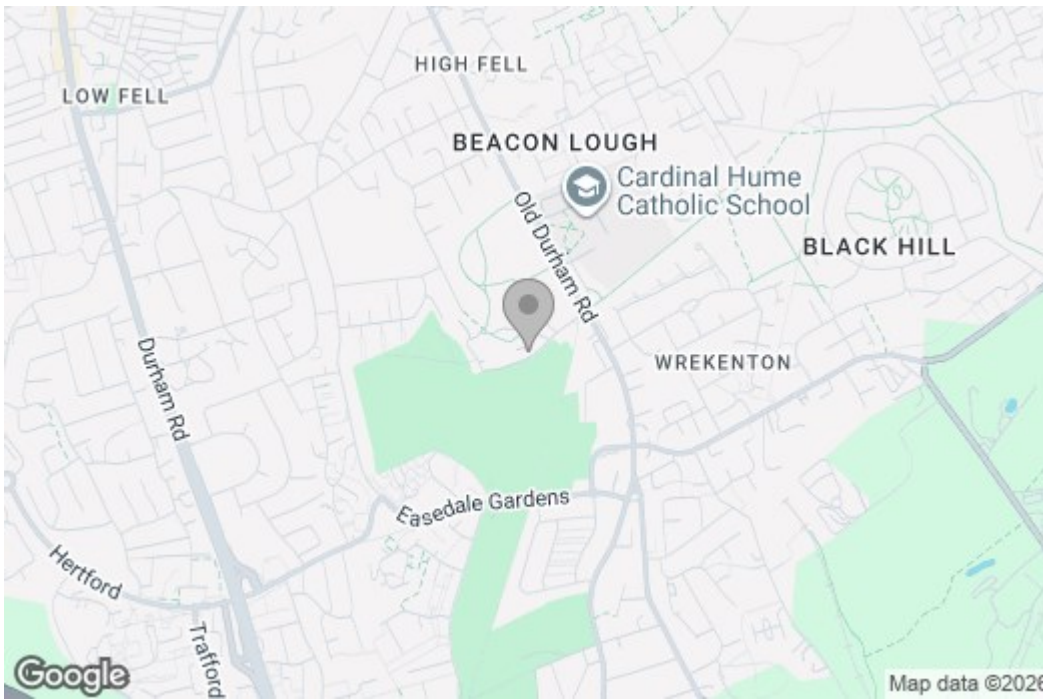 HIGH FELL
LOW FELL
BEACON LOUGH
Cardinal Hume
Catholic School
Old Durham Rd
BLACK HILL
Durham Rd
WREKENTON
Easedale Gardens
Hertford
Trafford
Google
Map data ©2026